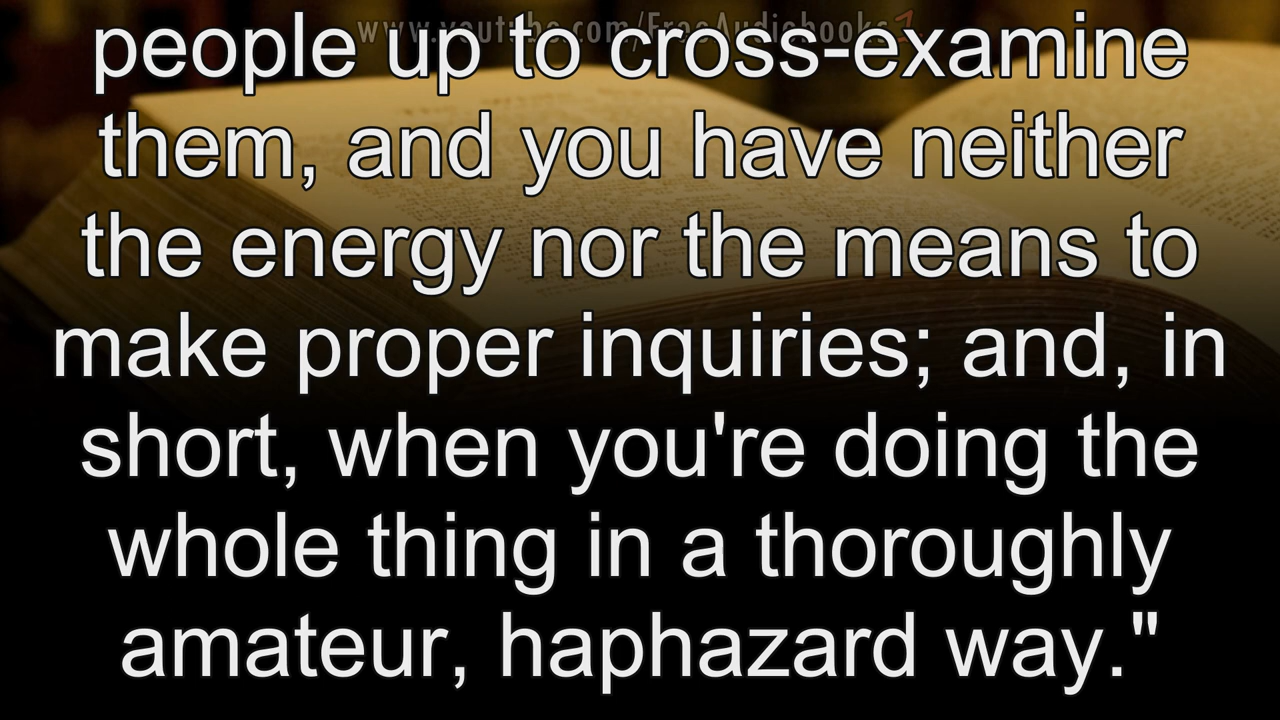 www.youtube.com/FreeAudiobooks1
people up to cross-examine
them, and you have neither
the energy nor the means to
make proper inquiries; and, in
short, when you're doing the
whole thing in a thoroughly
amateur, haphazard way."